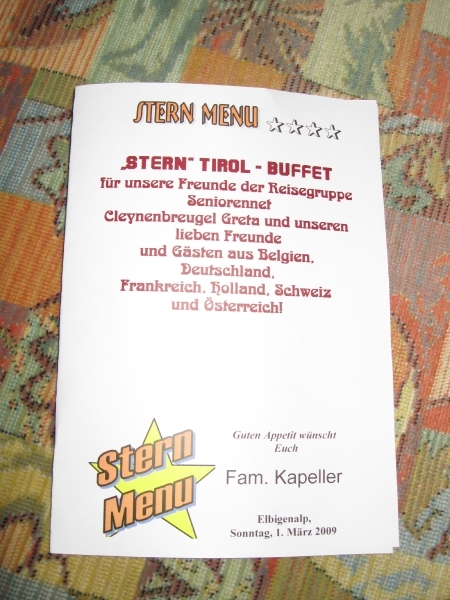 STERN MENU
„STERN“ TIROL - BUFFET
für unsere Freunde der Reisegruppe
Seniorennet
Cleynenbreugel Greta und unseren
lieben Freunde
und Gästen aus Belgien,
Deutschland,
Frankreich, Holland, Schweiz
und Österreich!
Stern
Menu
Guten Appetit wünscht
Euch
Fam. Kapeller
Elbigenalp,
Sonntag, 1. März 2009